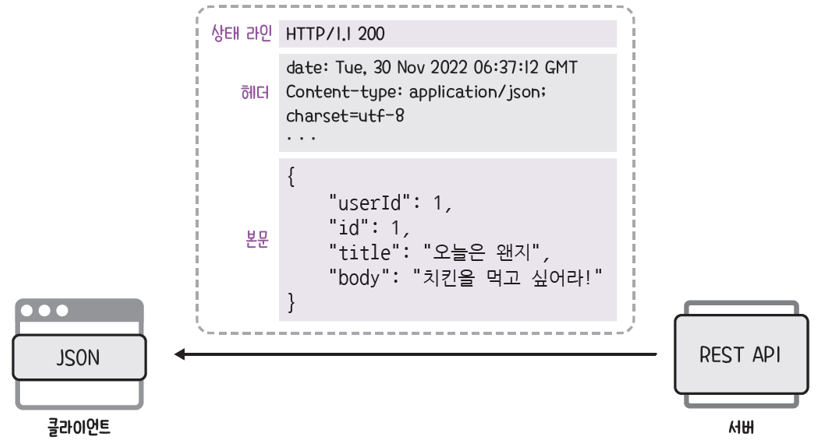 상태 라인
HTTP/1.1 200
헤더
date: Tue, 30 Nov 2022 06:37:12 GMT
Content-type: application/json;
charset=utf-8
. . .
본문
{
    "userId": 1,
    "id": 1,
    "title": "오늘은 왠지",
    "body": "치킨을 먹고 싶어라!"
}
JSON
REST API
클라이언트
서버